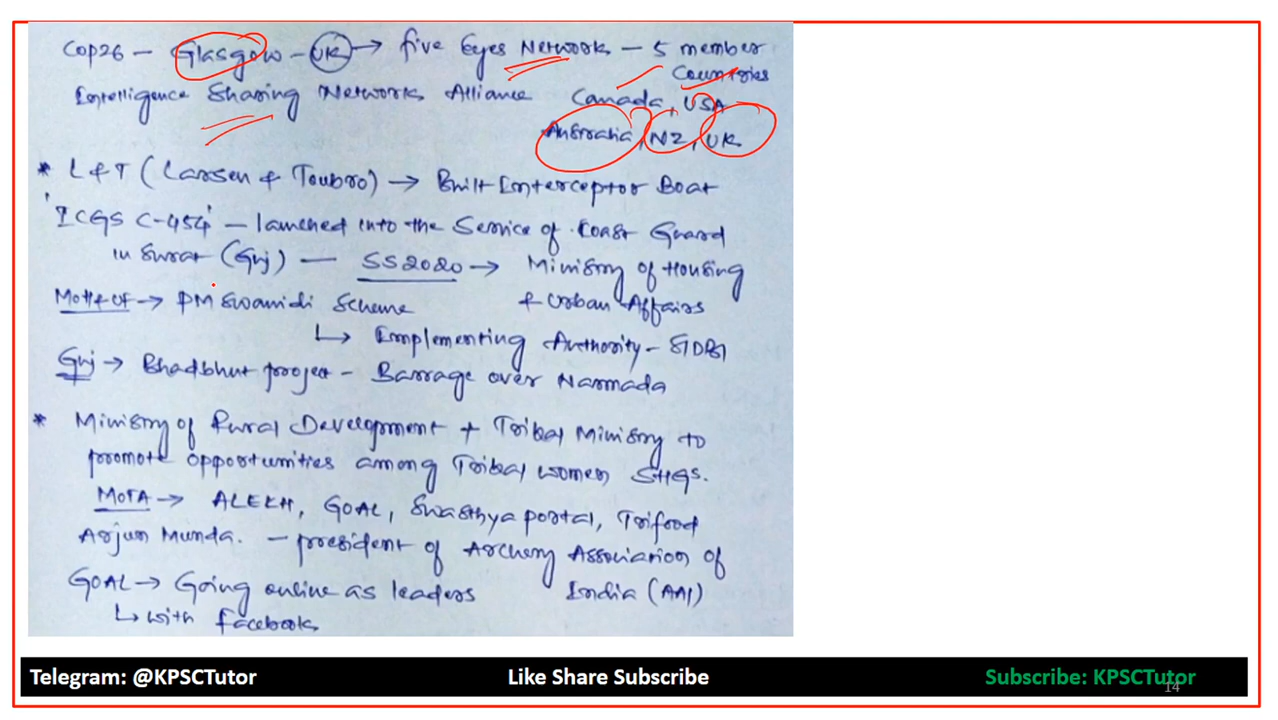 Cop26 - Glasgow - UK → five Eyes Network - 5 member
Countries
Intelligence Sharing Network Alliance Canada, USA
Australia, NZ, UK
* L & T (Larsen & Toubro) → Built Interceptor Boat
'ICGS C-454' - launched into the Service of Coast Guard
in Surat (Guj) - SS2020 → Ministry of Housing
& Urban Affairs
MoH&UF → PM Swanidi Scheme
↳ Implementing Authority - SIDBI
Guj → Bhadbhut project - Barrage over Narmada
* Ministry of Rural Development + Tribal Ministry to
promote opportunities among Tribal women SHGs.
MoTA → ALEKH, GOAL, Swasthya portal, Trifood
Arjun Munda. - president of Archery Association of
India (AAI)
GOAL → Going online as leaders
↳ with facebook
Telegram: @KPSCTutor Like Share Subscribe Subscribe: KPSCTutor
14